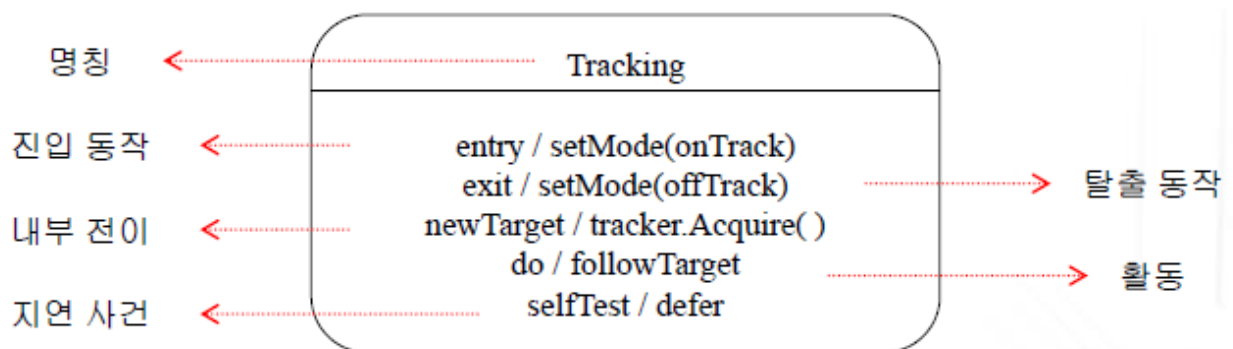 명칭
Tracking
진입 동작
entry / setMode(onTrack)
exit / setMode(offTrack)
탈출 동작
내부 전이
newTarget / tracker.Acquire( )
do / followTarget
활동
지연 사건
selfTest / defer